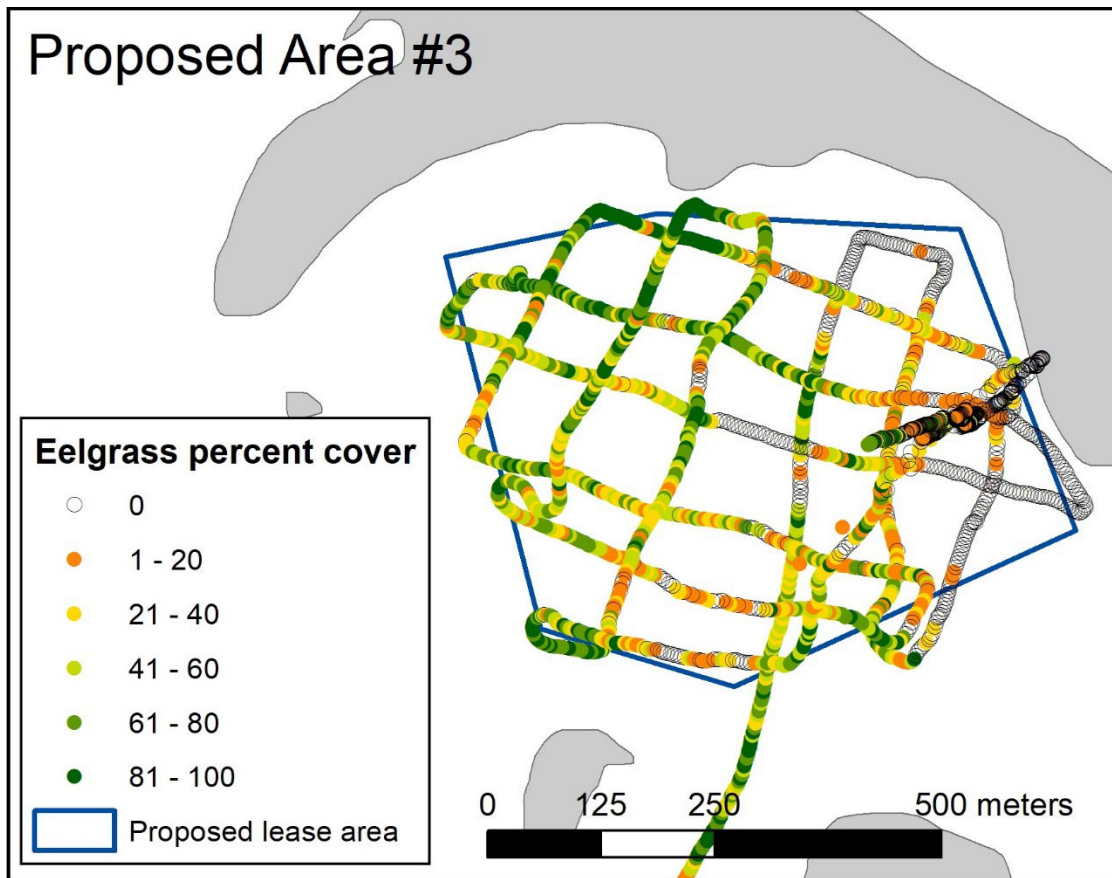 Proposed Area #3
Eelgrass percent cover
0
1 - 20
21 - 40
41 - 60
61 - 80
81 - 100
Proposed lease area
0 125 250 500 meters